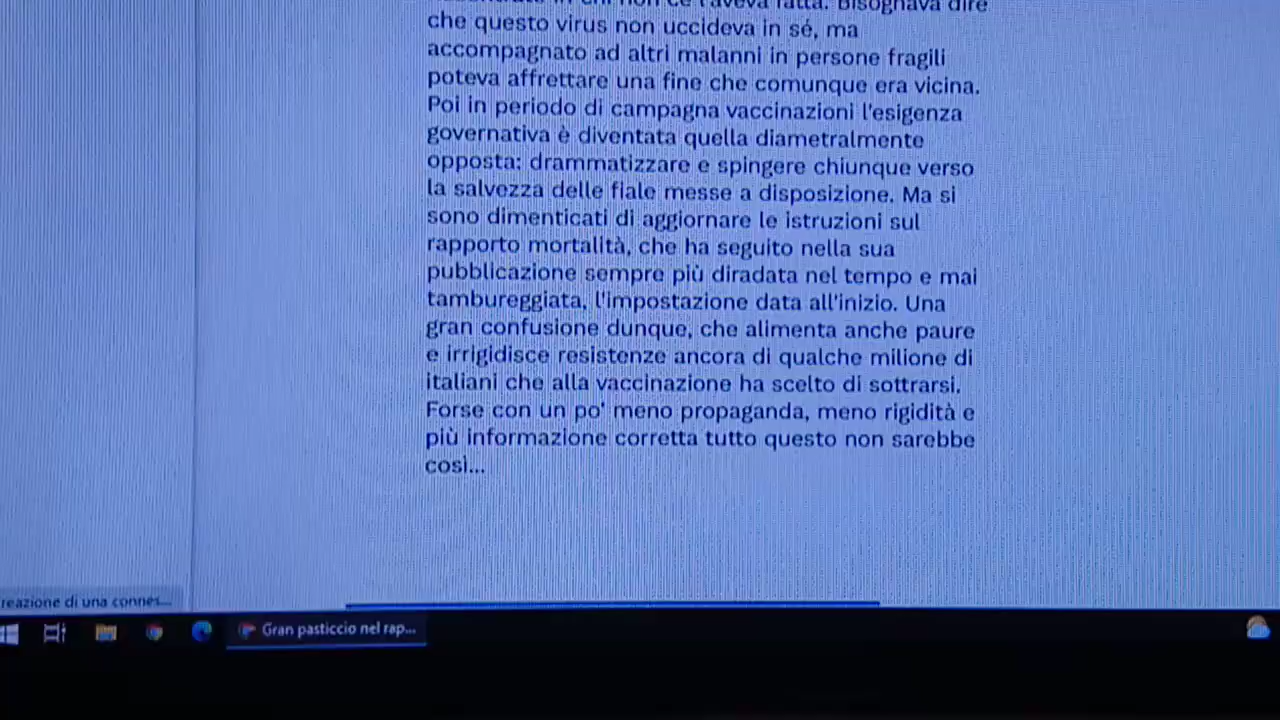 che questo virus non uccideva in sé, ma
accompagnato ad altri malanni in persone fragili
poteva affrettare una fine che comunque era vicina.
Poi in periodo di campagna vaccinazioni l'esigenza
governativa è diventata quella diametralmente
opposta: drammatizzare e spingere chiunque verso
la salvezza delle fiale messe a disposizione. Ma si
sono dimenticati di aggiornare le istruzioni sul
rapporto mortalità, che ha seguito nella sua
pubblicazione sempre più diradata nel tempo e mai
tambureggiata, l'impostazione data all'inizio. Una
gran confusione dunque, che alimenta anche paure
e irrigidisce resistenze ancora di qualche milione di
italiani che alla vaccinazione ha scelto di sottrarsi.
Forse con un po' meno propaganda, meno rigidità e
più informazione corretta tutto questo non sarebbe
così...
reazione di una connes...
Gran pasticcio nel rap...